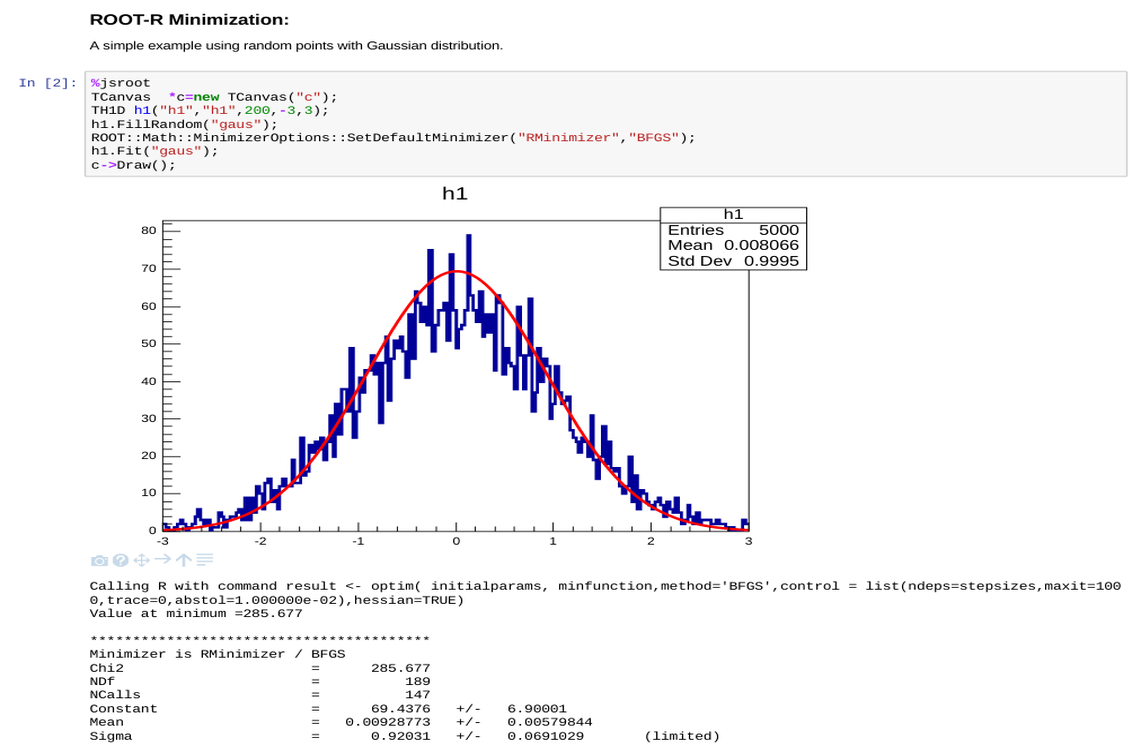 ROOT-R Minimization:
A simple example using random points with Gaussian distribution.
In [2]:
%jsroot
TCanvas  *c=new TCanvas("c");
TH1D h1("h1","h1",200,-3,3);
h1.FillRandom("gaus");
ROOT::Math::MinimizerOptions::SetDefaultMinimizer("RMinimizer","BFGS");
h1.Fit("gaus");
c->Draw();
h1
h1
Entries 5000
Mean 0.008066
Std Dev 0.9995
80
70
60
50
40
30
20
10
0
-3 -2 -1 0 1 2 3
Calling R with command result <- optim( initialparams, minfunction,method='BFGS',control = list(ndeps=stepsizes,maxit=100
0,trace=0,abstol=1.000000e-02),hessian=TRUE)
Value at minimum =285.677
****************************************
Minimizer is RMinimizer / BFGS
Chi2 = 285.677
NDf = 189
NCalls = 147
Constant = 69.4376 +/- 6.90001
Mean = 0.00928773 +/- 0.00579844
Sigma = 0.92031 +/- 0.0691029 (limited)